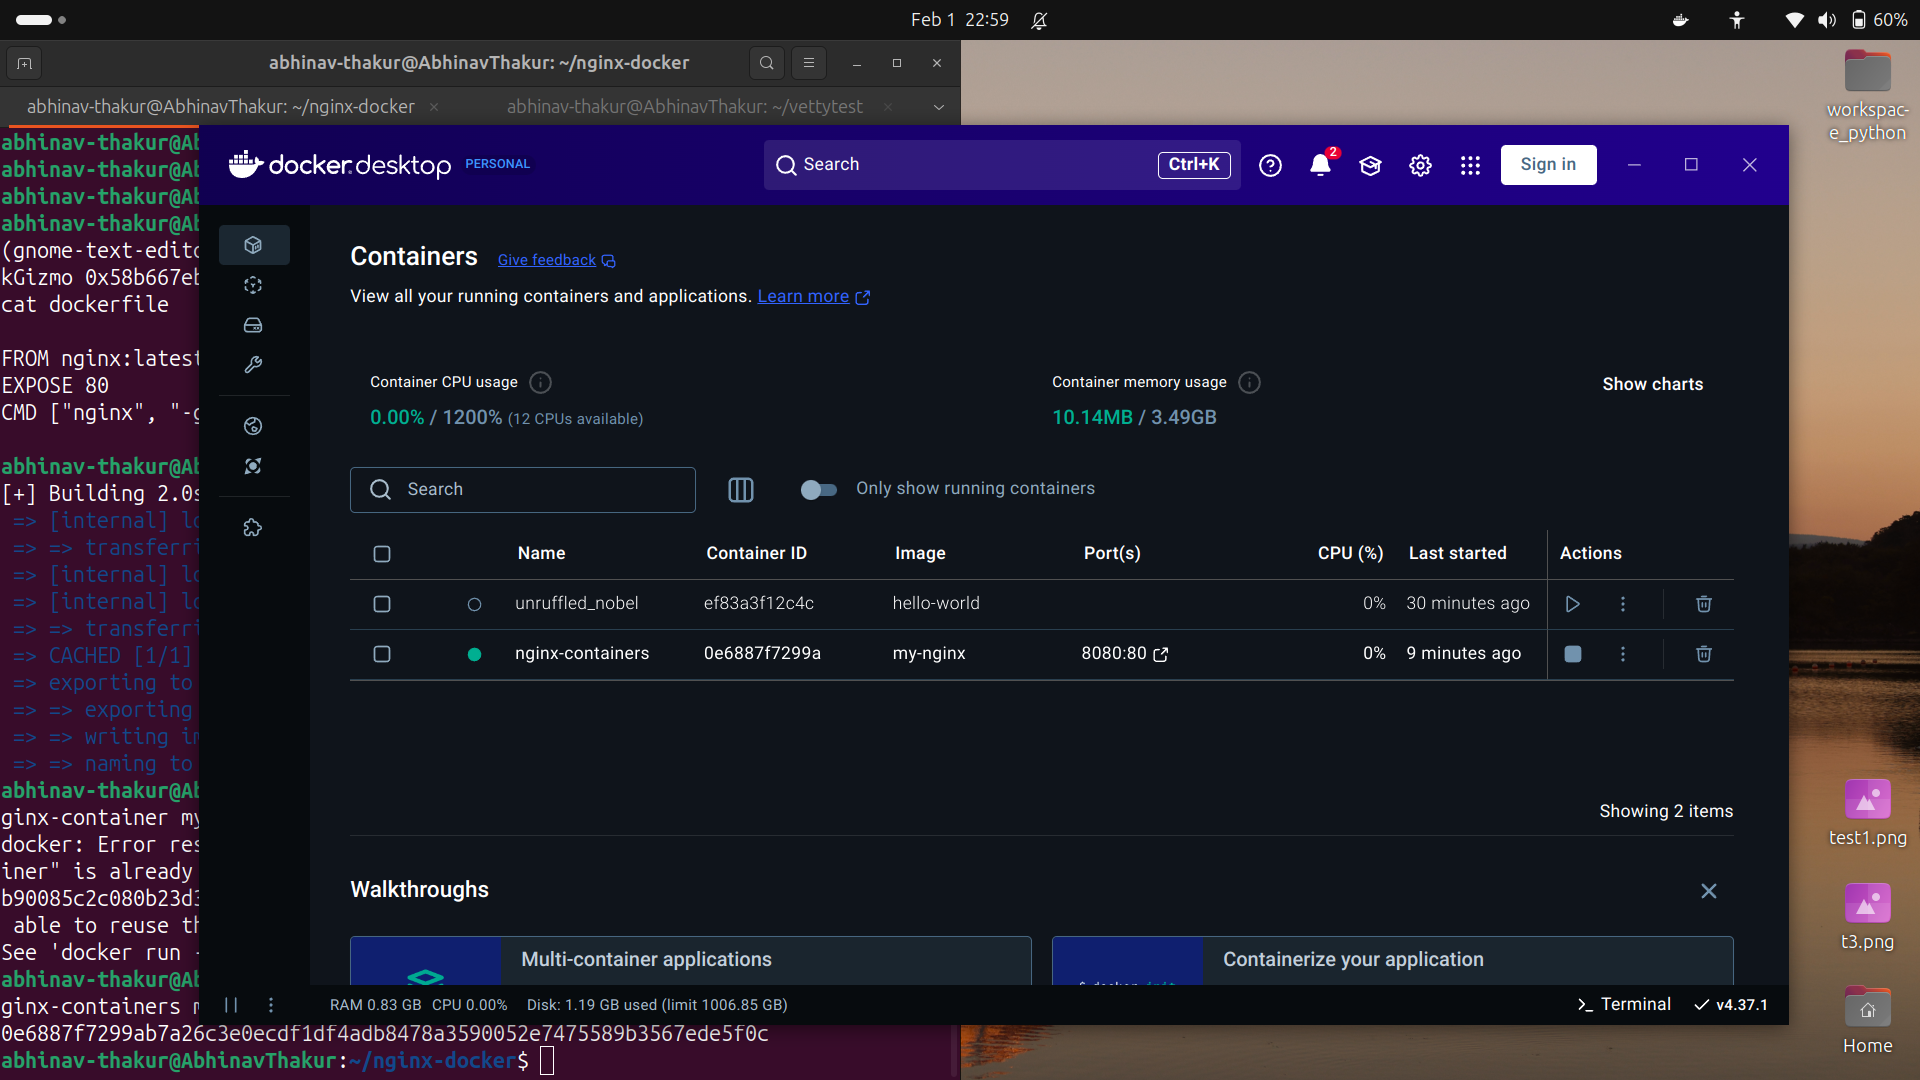 Feb 1 22:59
60%
abhinav-thakur@AbhinavThakur: ~/nginx-docker
abhinav-thakur@AbhinavThakur: ~/nginx-docker
abhinav-thakur@AbhinavThakur: ~/vettytest
workspac-
e_python
abhinav-thakur@Ab
abhinav-thakur@Ab
abhinav-thakur@Ab
abhinav-thakur@Ab
(gnome-text-edito
kGizmo 0x58b667eb
cat dockerfile
FROM nginx:latest
EXPOSE 80
CMD ["nginx", "-g
abhinav-thakur@Ab
[+] Building 2.0s
=> [internal] lo
=> => transferri
=> [internal] lo
=> [internal] lo
=> => transferri
=> CACHED [1/1]
=> exporting to
=> => exporting
=> => writing im
=> => naming to
abhinav-thakur@Ab
ginx-container my
docker: Error res
iner" is already
b90085c2c080b23d3
able to reuse th
See 'docker run -
abhinav-thakur@Ab
ginx-containers m
0e6887f7299ab7a26c3e0ecdf1df4adb8478a3590052e7475589b3567ede5f0c
abhinav-thakur@AbhinavThakur:~/nginx-docker$
docker.desktop PERSONAL
Search Ctrl+K
2
Sign in
Containers Give feedback
View all your running containers and applications. Learn more
Container CPU usage
0.00% / 1200% (12 CPUs available)
Container memory usage
10.14MB / 3.49GB
Show charts
Search
Only show running containers
Name Container ID Image Port(s) CPU (%) Last started Actions
unruffled_nobel ef83a3f12c4c hello-world 0% 30 minutes ago
nginx-containers 0e6887f7299a my-nginx 8080:80 0% 9 minutes ago
Showing 2 items
Walkthroughs
Multi-container applications
Containerize your application
RAM 0.83 GB CPU 0.00% Disk: 1.19 GB used (limit 1006.85 GB)
Terminal v4.37.1
test1.png
t3.png
Home